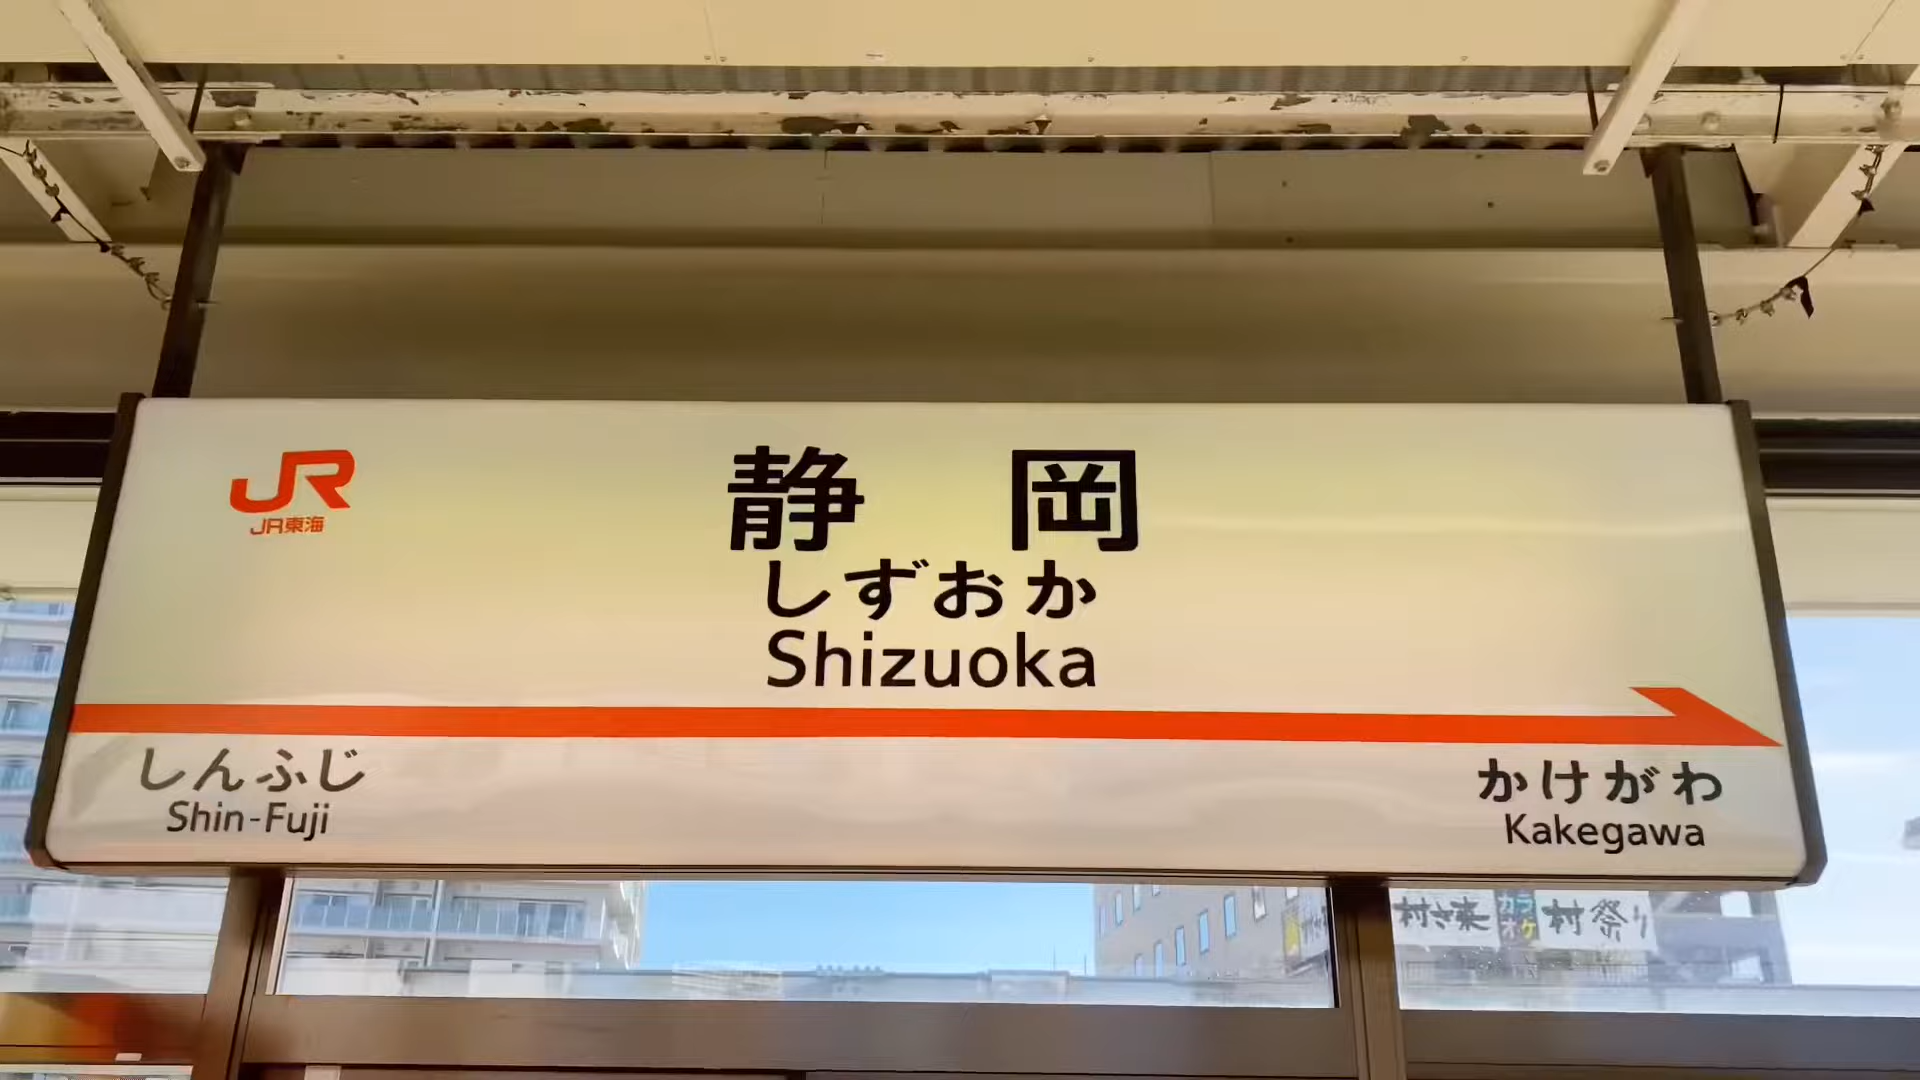 JR
JR東海
静岡
しずおか
Shizuoka
しんふじ
Shin-Fuji
かけがわ
Kakegawa
村さ来
カラオケ
村祭り